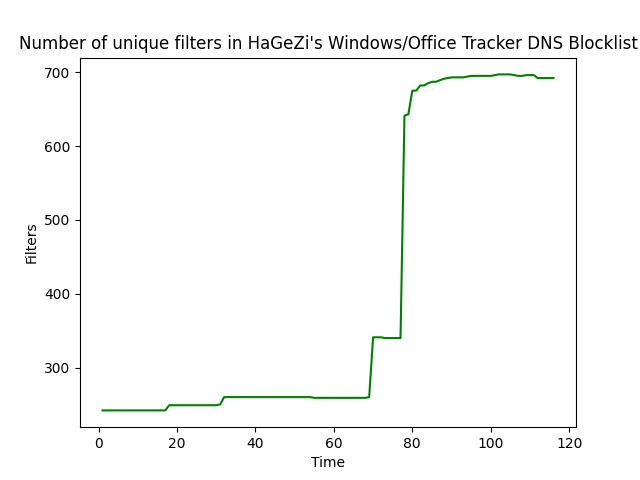 Number of unique filters in HaGeZi's Windows/Office Tracker DNS Blocklist
700
600
500
400
300
Filters
0 20 40 60 80 100 120
Time